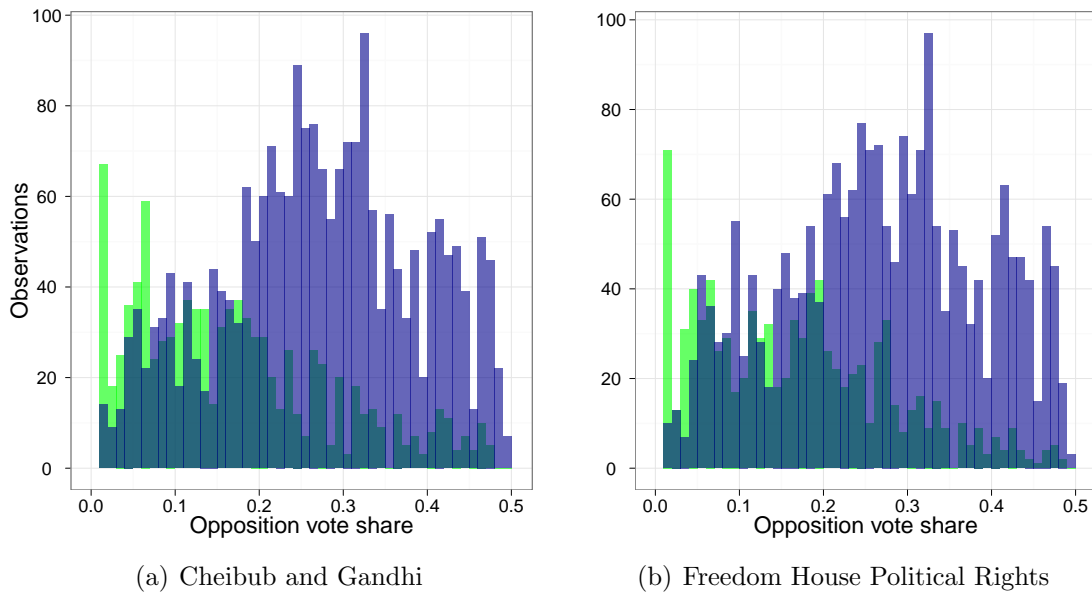 100
80
60
40
20
0
Observations
0.0 0.1 0.2 0.3 0.4 0.5
Opposition vote share
(a) Cheibub and Gandhi
100
80
60
40
20
0
0.0 0.1 0.2 0.3 0.4 0.5
Opposition vote share
(b) Freedom House Political Rights